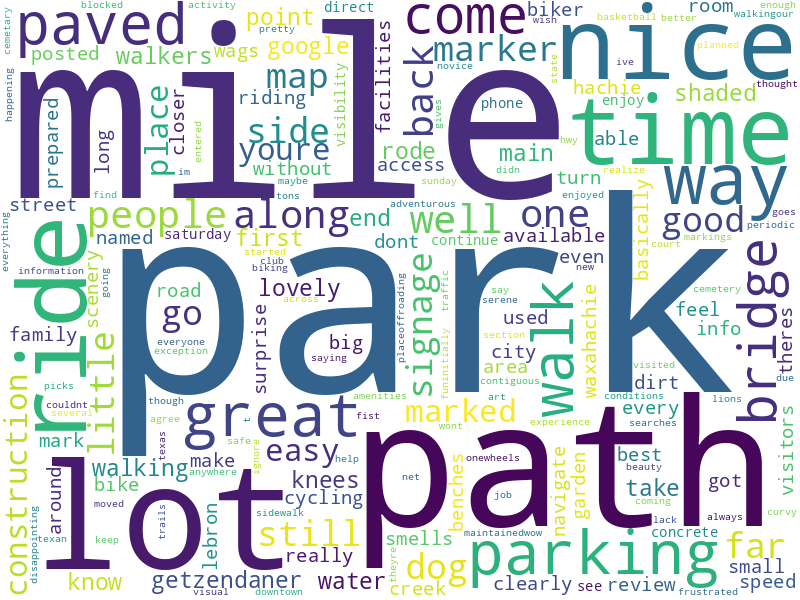 cemetary
happening
paved
blocked
activity
posted
walkers
wags
point
google
map
riding
direct
pretty
visibility
facilities
come
marker
back
biker
wish
novice
gives
phone
room
basketball
better
walkingour
nice
enough
planned
ive
thought
state
hachie
enjoy
shaded
mile
prepared
long
place
closer
entered
side
youre
without
im
maybe
tons
rode
access
sunday
adventurous
main
didn
hwy
able
turn
enjoyed
realize
time
way
markings
goes
periodic
court
find
street
everything
people
named
saturday
along
first
started
end
dont
well
continue
one
available
even
new
good
basically
ride
scenery
information
going
road
club
biking
across
lovely
go
everyone
exception
surprise
big
saying
park
signage
placeoffroading
traffic
funinitially
say
serene
used
city
area
section
contiguous
walk
waxahachie
cemetery
feel
info
visited
conditions
dirt
bridge
theres
due
visitors
family
picks
couldnt
though
several
little
construction
mark
great
t
agree
safe
texas
easy
ignore
help
amenities
fist
marked
wont
art
experience
every
lions
searches
walking
make
anywhere
bike
around
moved
knees
cycling
net
onewheels
job
benches
navigate
garden
best
beauty
take
coming
got
lack
always
curvy
lot
path
texan
disappointing
keep
trails
lebron
sidewalk
still
really
smells
maintainedwow
concrete
far
know
getzendaner
visual
downtown
water
theyre
dog
creek
parking
clearly
see
review
frustrated
small
speed